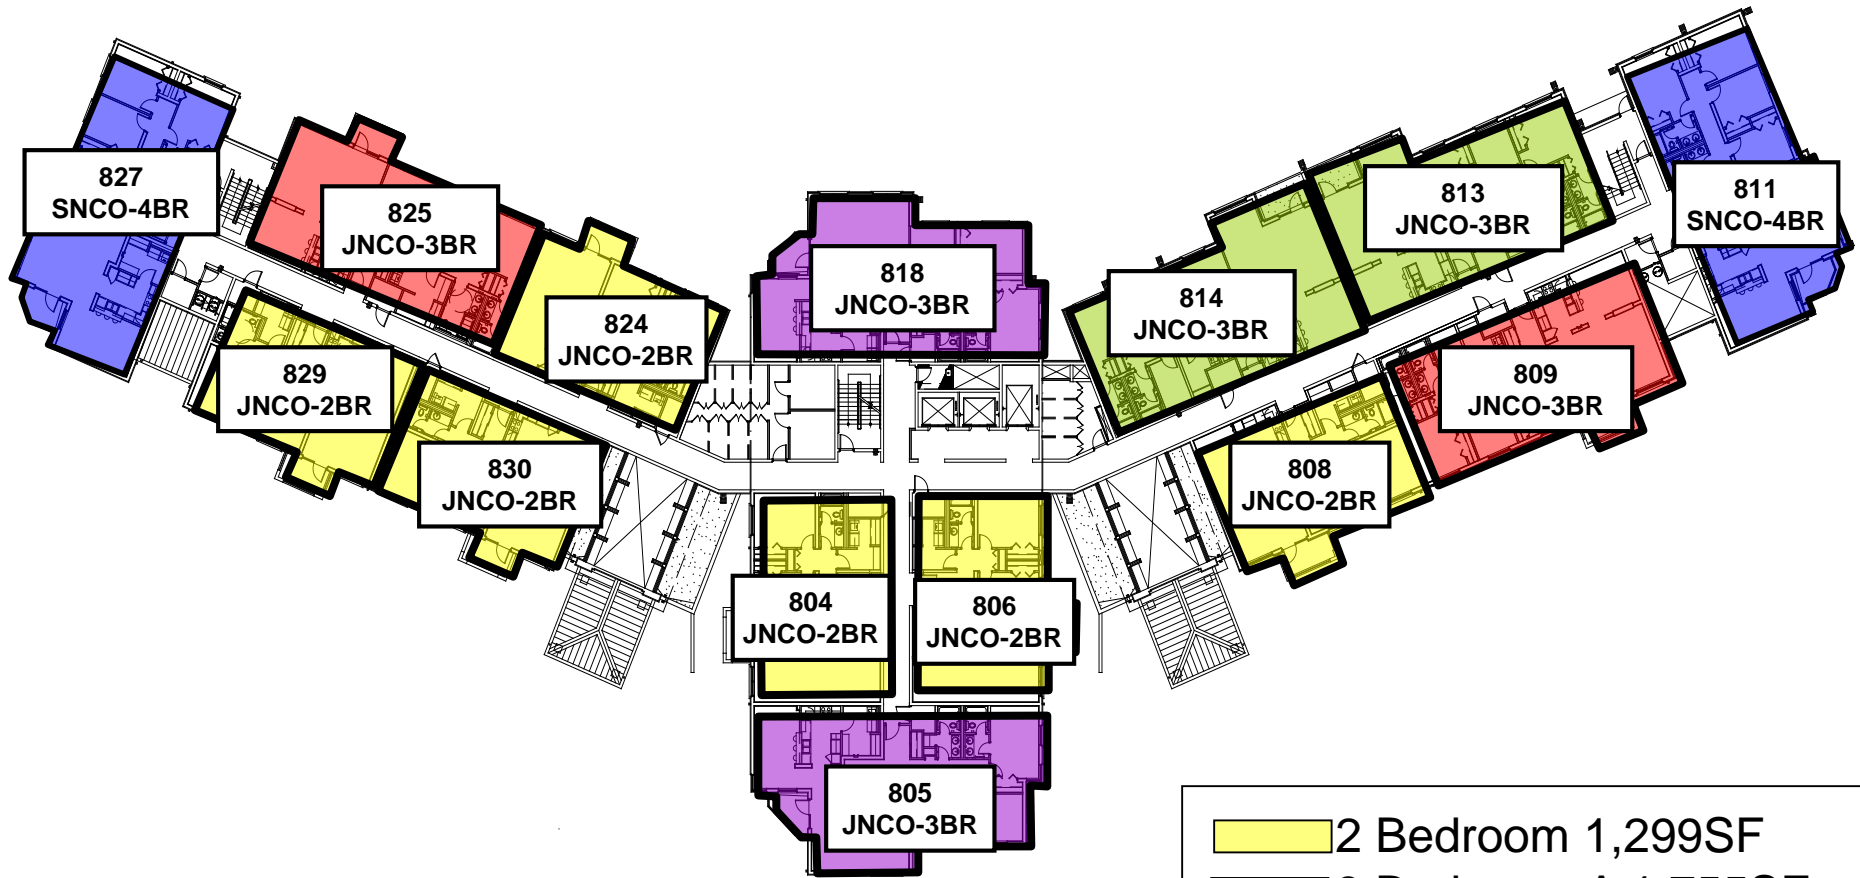 827
SNCO-4BR
825
JNCO-3BR
824
JNCO-2BR
829
JNCO-2BR
830
JNCO-2BR
818
JNCO-3BR
804
JNCO-2BR
806
JNCO-2BR
805
JNCO-3BR
814
JNCO-3BR
813
JNCO-3BR
811
SNCO-4BR
809
JNCO-3BR
808
JNCO-2BR
2 Bedroom 1,299SF